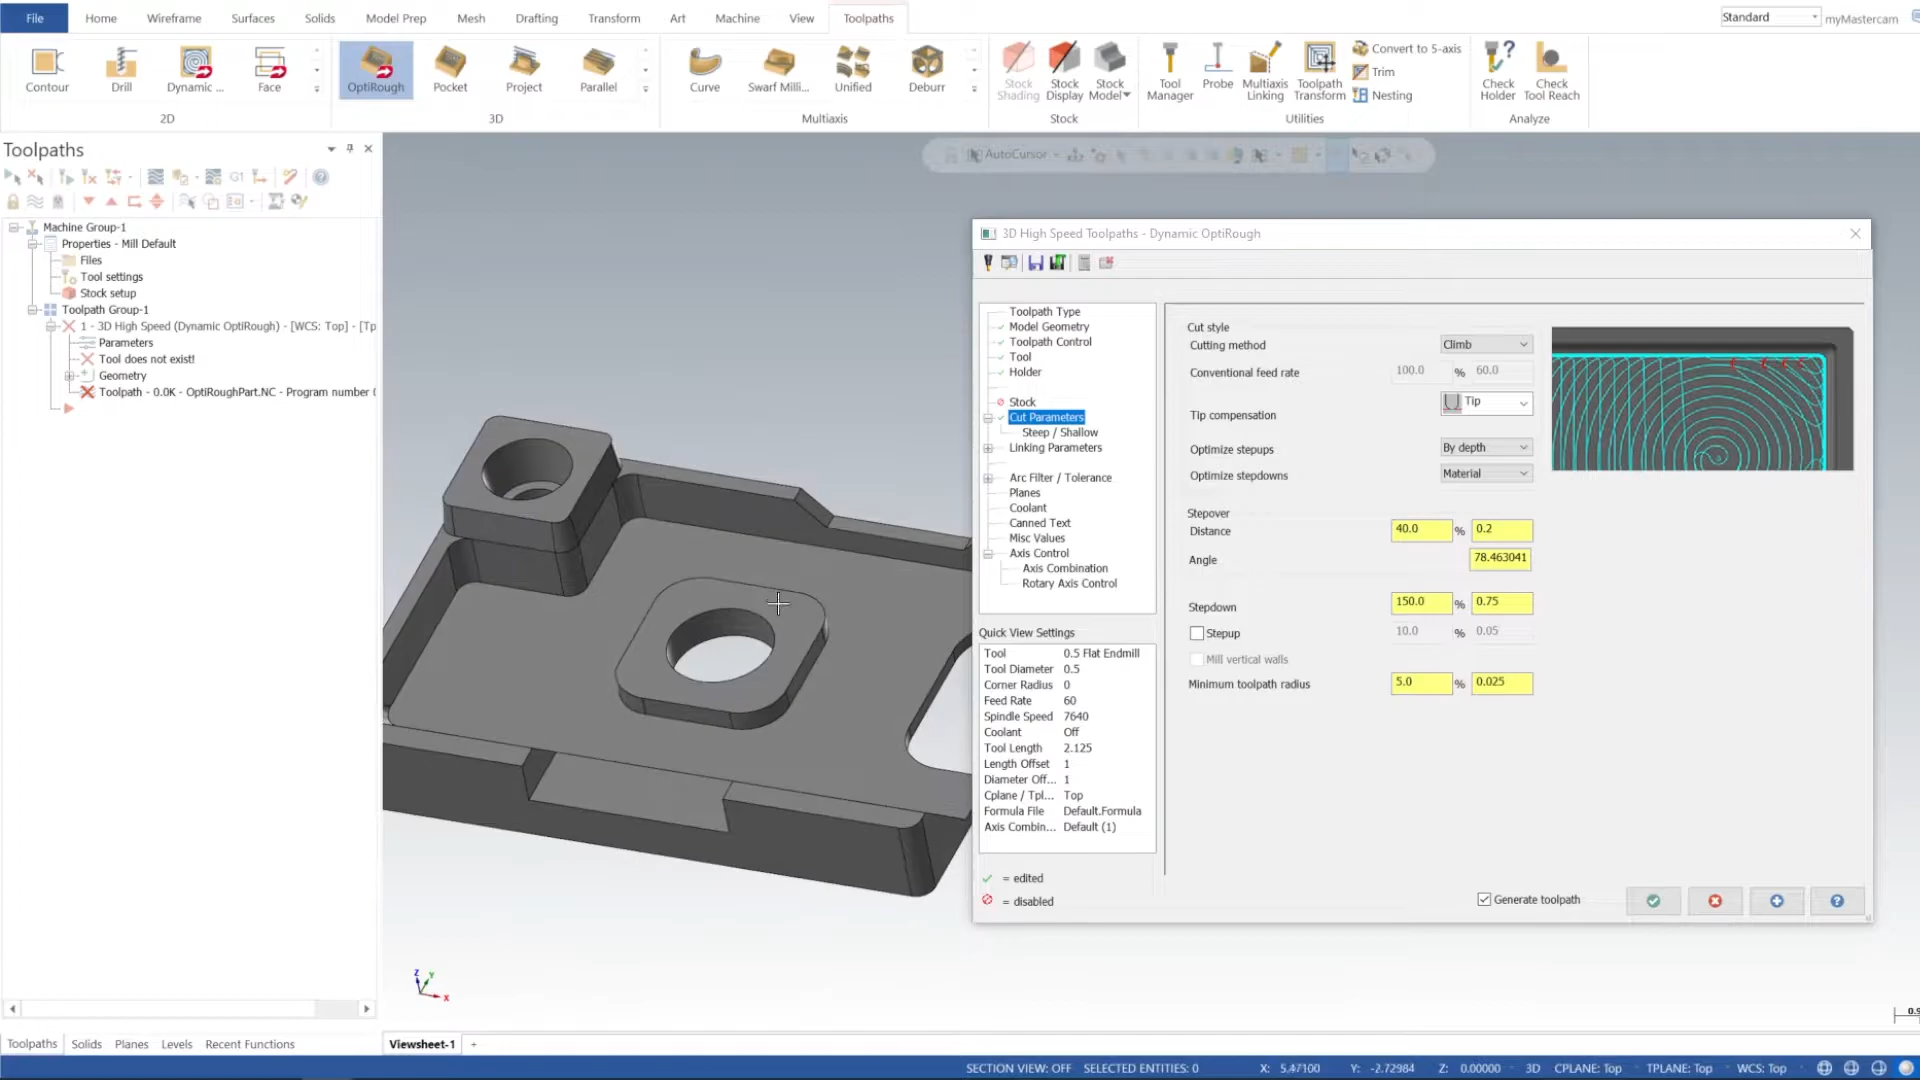 File Home Wireframe Surfaces Solids Model Prep Mesh Drafting Transform Art Machine View Toolpaths
Standard
myMastercam
Contour Drill Dynamic ... Face
OptiRough Pocket Project Parallel
Curve Swarf Milli... Unified Deburr
Stock Shading
Stock Display
Stock Model
Tool Manager
Probe
Multiaxis Linking
Toolpath Transform
Convert to 5-axis
Trim
Nesting
Check Holder
Check Tool Reach
2D 3D Multiaxis Stock Utilities Analyze
Toolpaths
G1
AutoCursor
Machine Group-1
Properties - Mill Default
Files
Tool settings
Stock setup
Toolpath Group-1
1 - 3D High Speed (Dynamic OptiRough) - [WCS: Top] - [Tp
Parameters
Tool does not exist!
Geometry
Toolpath - 0.0K - OptiRoughPart.NC - Program number
3D High Speed Toolpaths - Dynamic OptiRough
Toolpath Type
Model Geometry
Toolpath Control
Tool
Holder
Stock
Cut Parameters
Steep / Shallow
Linking Parameters
Arc Filter / Tolerance
Planes
Coolant
Canned Text
Misc Values
Axis Control
Axis Combination
Rotary Axis Control
Quick View Settings
Tool 0.5 Flat Endmill
Tool Diameter 0.5
Corner Radius 0
Feed Rate 60
Spindle Speed 7640
Coolant Off
Tool Length 2.125
Length Offset 1
Diameter Off... 1
Cplane / Tpl... Top
Formula File Default.Formula
Axis Combin... Default (1)
= edited
= disabled
Cut style
Cutting method Climb
Conventional feed rate 100.0 % 60.0
Tip compensation Tip
Optimize stepups By depth
Optimize stepdowns Material
Stepover
Distance 40.0 % 0.2
Angle 78.463041
Stepdown 150.0 % 0.75
Stepup 10.0 % 0.05
Mill vertical walls
Minimum toolpath radius 5.0 % 0.025
Generate toolpath
Z Y X
Toolpaths Solids Planes Levels Recent Functions
Viewsheet-1 +
SECTION VIEW: OFF SELECTED ENTITIES: 0 X: 5.47100 Y: -2.72984 Z: 0.00000 3D CPLANE: Top TPLANE: Top WCS: Top